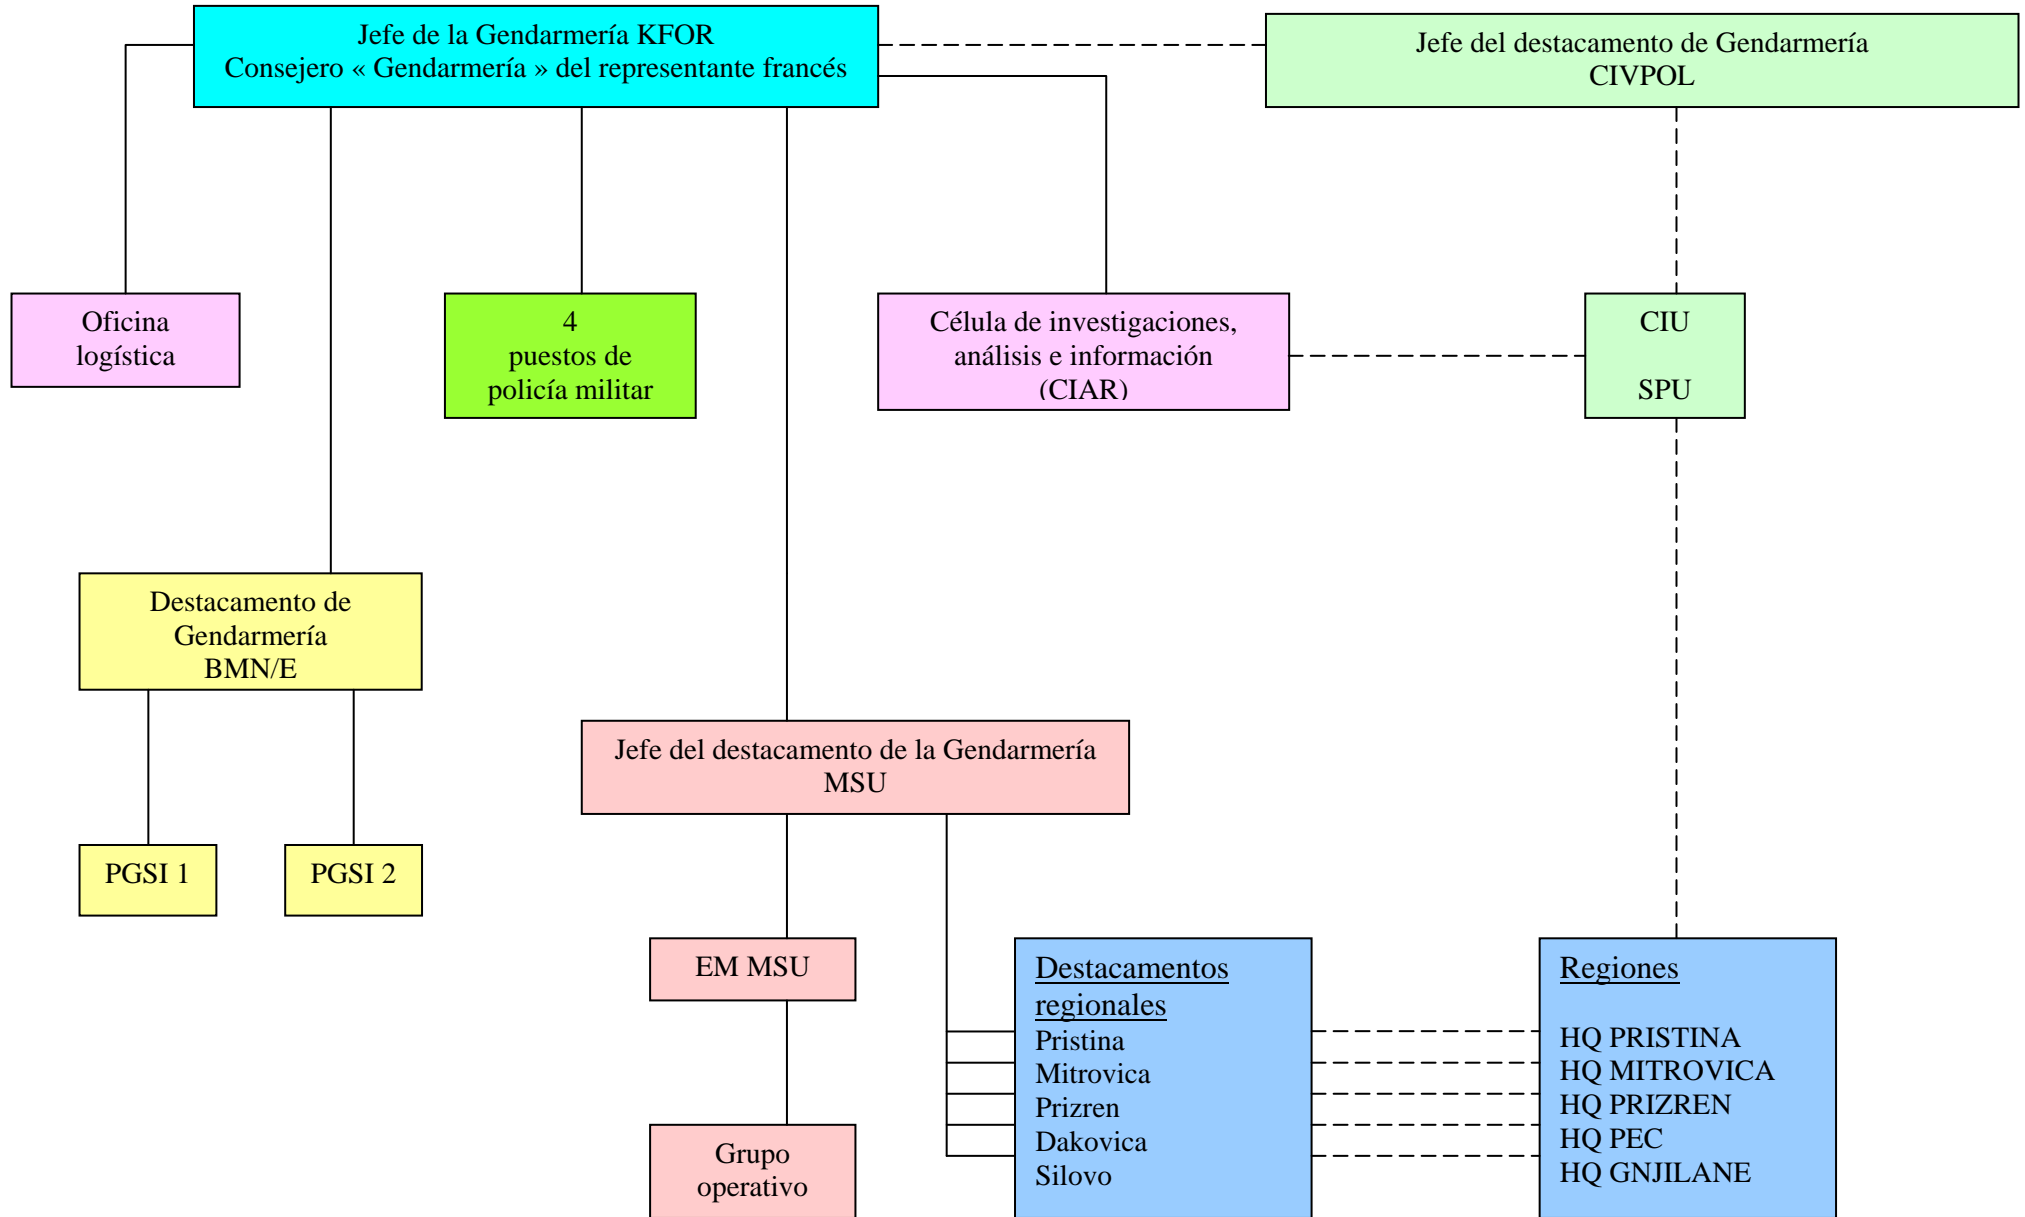 Jefe de la Gendarmería KFOR
Consejero « Gendarmería » del representante francés
Jefe del destacamento de Gendarmería
CIVPOL
Oficina
logística
4
puestos de
policía militar
Célula de investigaciones,
análisis e información
(CIAR)
CIU
SPU
Destacamento de
Gendarmería
BMN/E
Jefe del destacamento de la Gendarmería
MSU
PGSI 1
PGSI 2
EM MSU
Grupo
operativo
Destacamentos
regionales
Pristina
Mitrovica
Prizren
Dakovica
Silovo
Regiones
HQ PRISTINA
HQ MITROVICA
HQ PRIZREN
HQ PEC
HQ GNJILANE